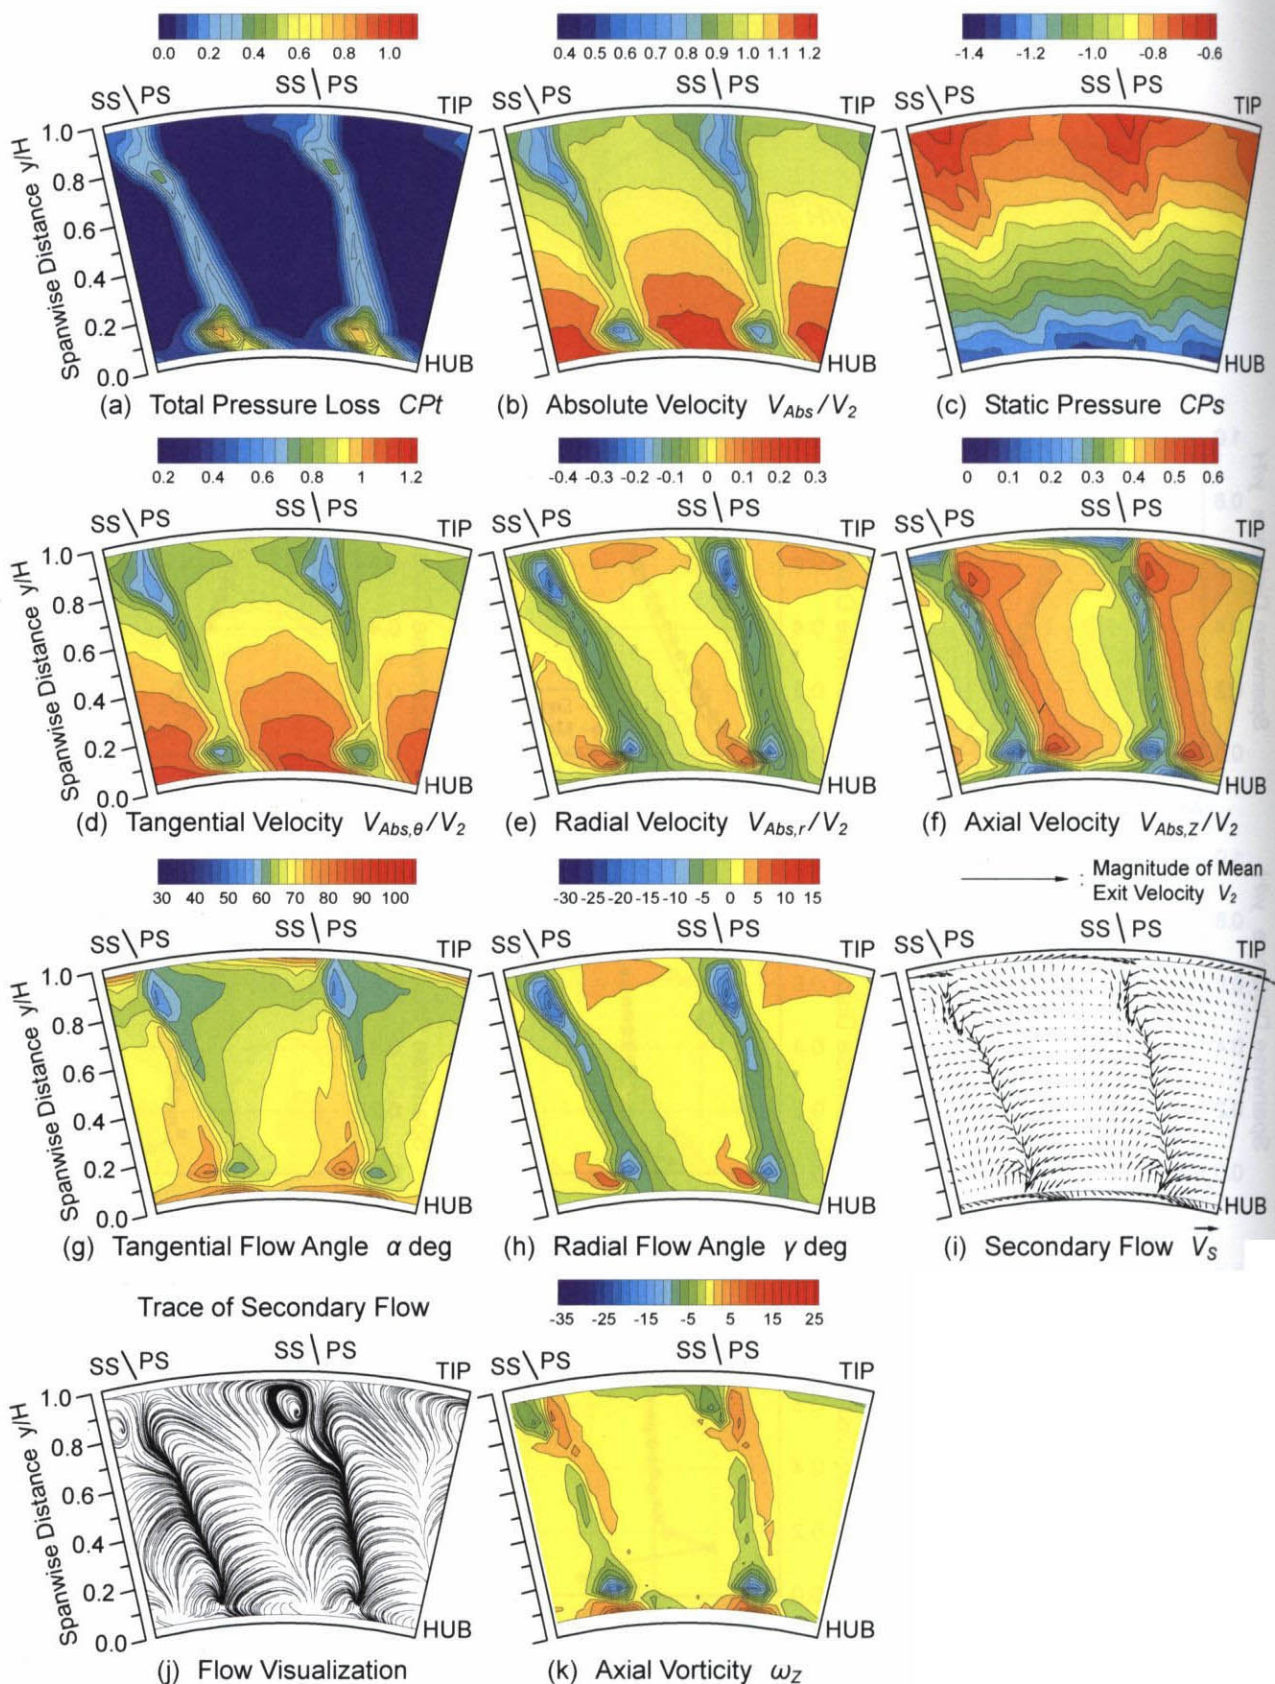 0.0 0.2 0.4 0.6 0.8 1.0
0.4 0.5 0.6 0.7 0.8 0.9 1.0 1.1 1.2
-1.4 -1.2 -1.0 -0.8 -0.6
SS \ PS SS \ PS TIP
SS \ PS SS \ PS TIP
SS \ PS SS \ PS TIP
Spanwise Distance y/H
1.0
0.8
0.6
0.4
0.2
0.0
HUB
HUB
HUB
(a) Total Pressure Loss CPt
(b) Absolute Velocity VAbs/V2
(c) Static Pressure CPs
0.2 0.4 0.6 0.8 1 1.2
-0.4 -0.3 -0.2 -0.1 0 0.1 0.2 0.3
0 0.1 0.2 0.3 0.4 0.5 0.6
SS \ PS SS \ PS TIP
SS \ PS SS \ PS TIP
SS \ PS SS \ PS TIP
Spanwise Distance y/H
1.0
0.8
0.6
0.4
0.2
0.0
HUB
HUB
HUB
(d) Tangential Velocity VAbs,θ/V2
(e) Radial Velocity VAbs,r/V2
(f) Axial Velocity VAbs,Z/V2
30 40 50 60 70 80 90 100
-30 -25 -20 -15 -10 -5 0 5 10 15
: Magnitude of Mean
Exit Velocity V2
SS \ PS SS \ PS TIP
SS \ PS SS \ PS TIP
SS \ PS SS \ PS TIP
Spanwise Distance y/H
1.0
0.8
0.6
0.4
0.2
0.0
HUB
HUB
HUB
(g) Tangential Flow Angle α deg
(h) Radial Flow Angle γ deg
(i) Secondary Flow VS
Trace of Secondary Flow
-35 -25 -15 -5 5 15 25
SS \ PS SS \ PS TIP
SS \ PS SS \ PS TIP
Spanwise Distance y/H
1.0
0.8
0.6
0.4
0.2
0.0
HUB
HUB
(j) Flow Visualization
(k) Axial Vorticity ωZ